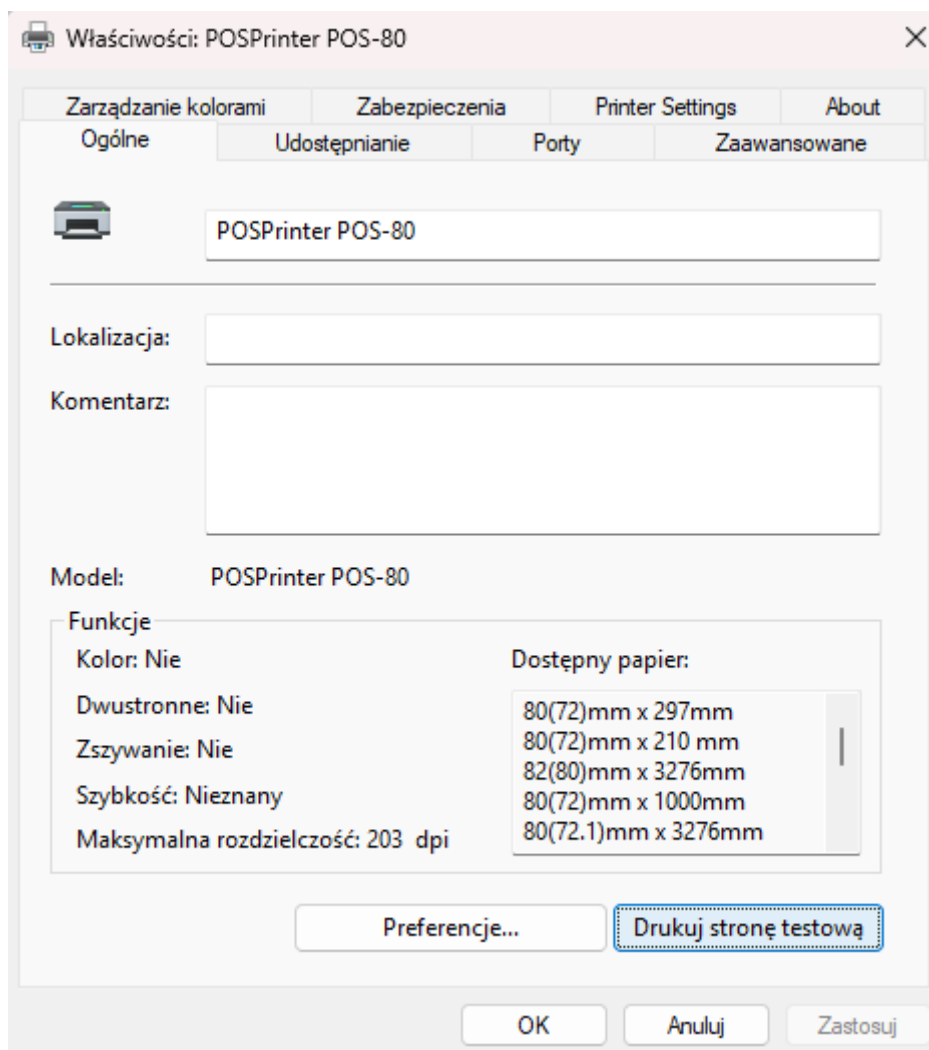 Właściwości: POSPrinter POS-80
Zarządzanie kolorami Zabezpieczenia Printer Settings About
Ogólne Udostępnianie Porty Zaawansowane
POSPrinter POS-80
Lokalizacja:
Komentarz:
Model: POSPrinter POS-80
Funkcje
Kolor: Nie
Dwustronne: Nie
Zszywanie: Nie
Szybkość: Nieznany
Maksymalna rozdzielczość: 203 dpi
Dostępny papier:
80(72)mm x 297mm
80(72)mm x 210 mm
82(80)mm x 3276mm
80(72)mm x 1000mm
80(72.1)mm x 3276mm
Preferencje... Drukuj stronę testową
OK Anuluj Zastosuj